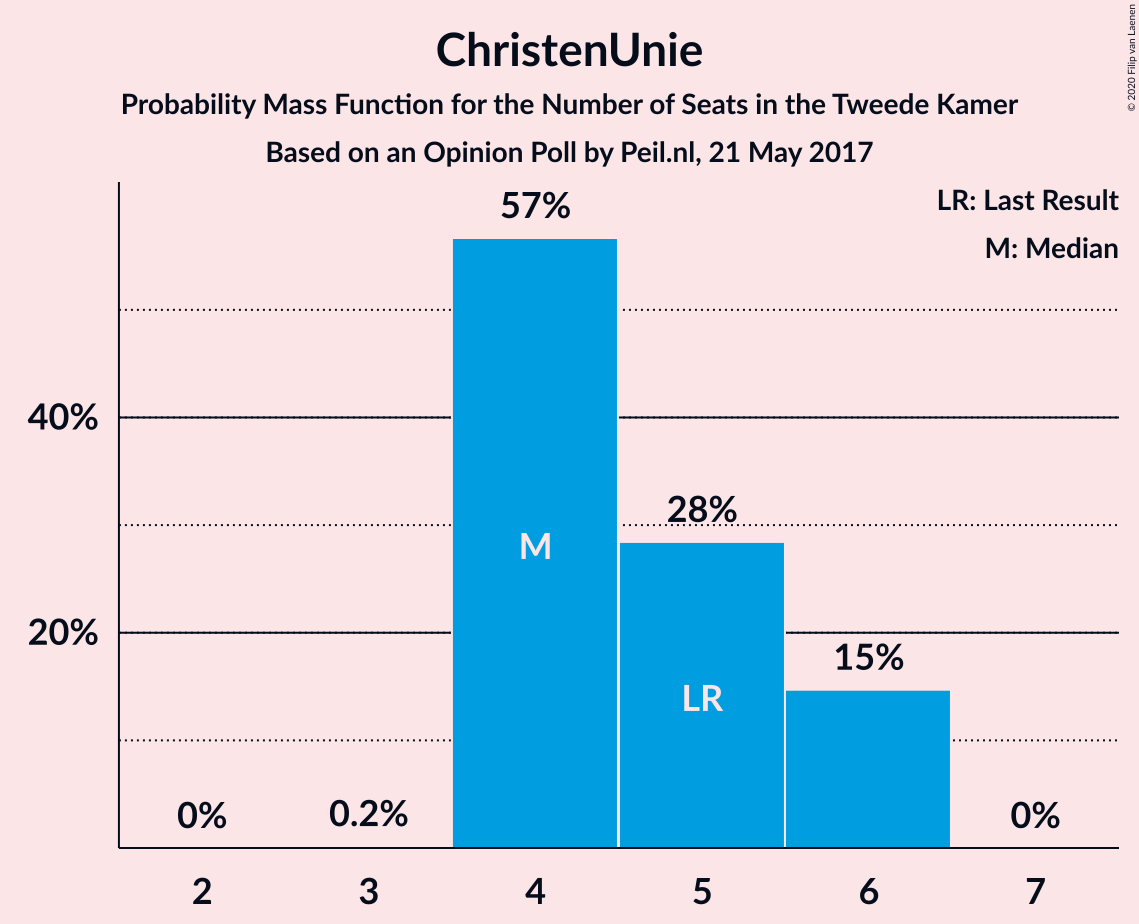 ChristenUnie
Probability Mass Function for the Number of Seats in the Tweede Kamer
Based on an Opinion Poll by Peil.nl, 21 May 2017
© 2020 Filip van Laenen
LR: Last Result
M: Median
57%
40%
28%
M
20%
15%
LR
0%
0.2%
0%
2 3 4 5 6 7